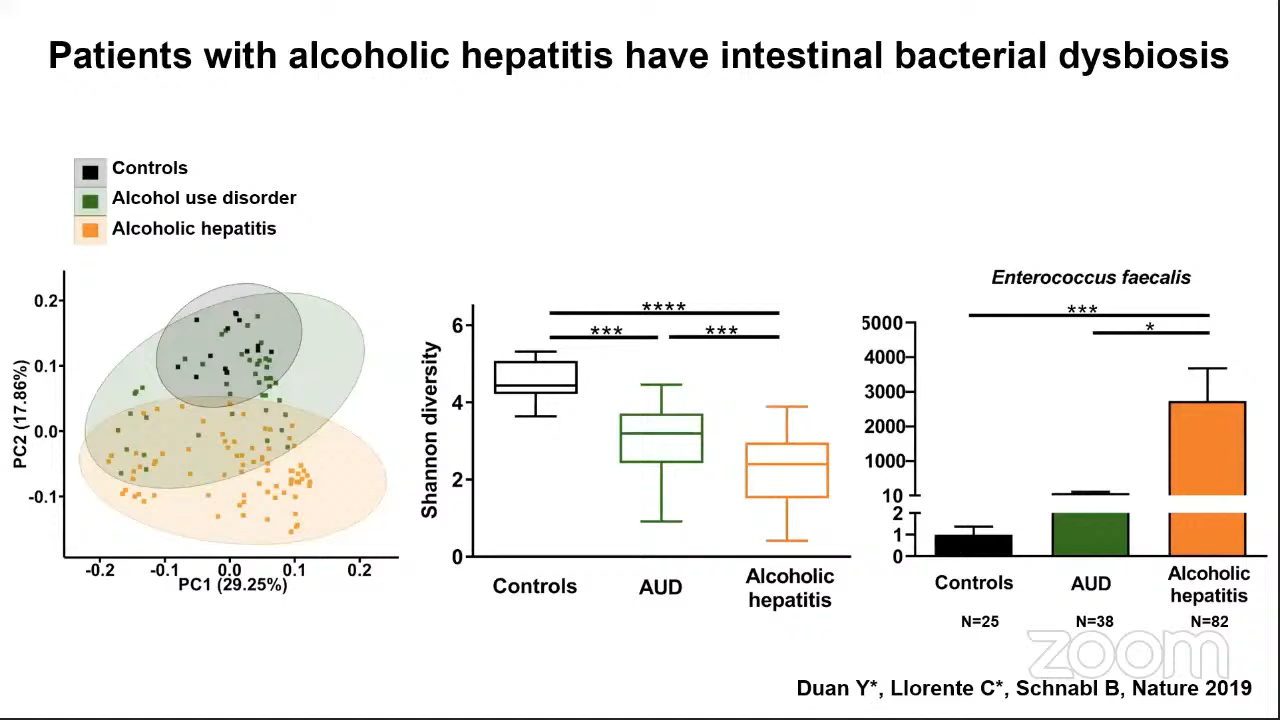 Patients with alcoholic hepatitis have intestinal bacterial dysbiosis
Controls
Alcohol use disorder
Alcoholic hepatitis
0.2
0.1
0.0
-0.1
PC2 (17.86%)
-0.2
-0.1
0.0
0.1
0.2
PC1 (29.25%)
Shannon diversity
6
4
2
0
****
***
***
Controls
AUD
Alcoholic
hepatitis
Enterococcus faecalis
***
*
5000
4000
3000
2000
1000
10
2
1
0
Controls
AUD
Alcoholic
hepatitis
N=25
N=38
N=82
zoom
Duan Y*, Llorente C*, Schnabl B, Nature 2019